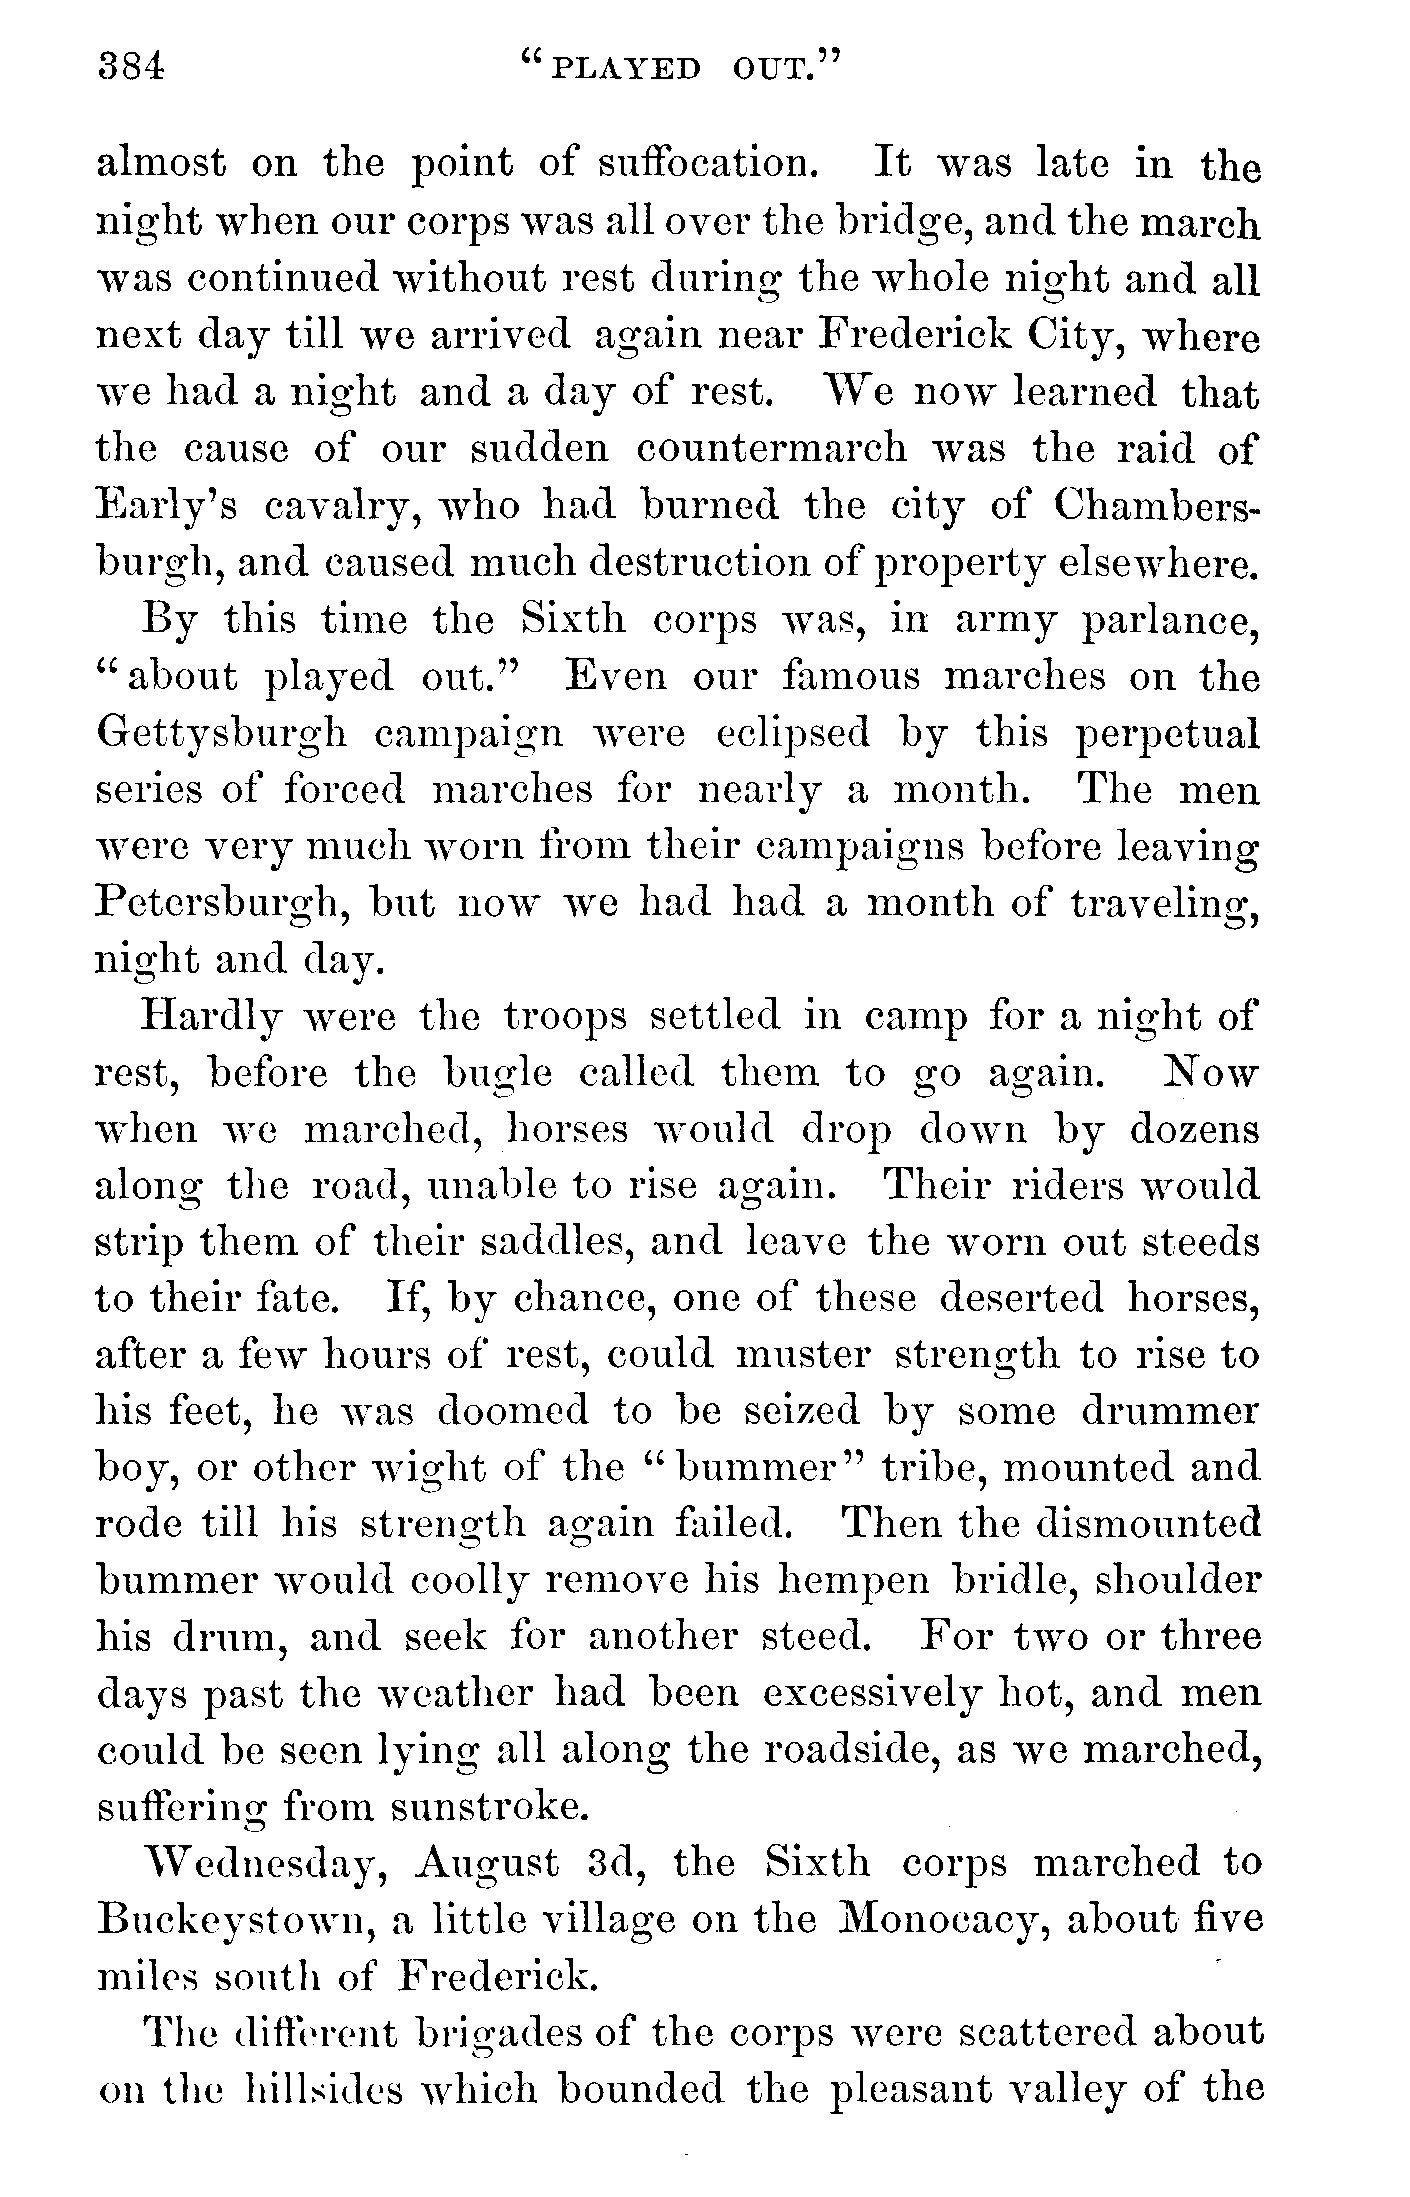 384 “PLAYED OUT.”
almost on the point of suffocation. It was late in the
night when our corps was all over the bridge, and the march
was continued without rest during the whole night and all
next day till we arrived again near Frederick City, where
we had a night and a day of rest. We now learned that
the cause of our sudden countermarch was the raid of
Early’s cavalry, who had burned the city of Chambers-
burgh, and caused much destruction of property elsewhere.
By this time the Sixth corps was, in army parlance,
“about played out.” Even our famous marches on the
Gettysburgh campaign were eclipsed by this perpetual
series of forced marches for nearly a month. The men
were very much worn from their campaigns before leaving
Petersburgh, but now we had had a month of traveling,
night and day.
Hardly were the troops settled in camp for a night of
rest, before the bugle called them to go again. Now
when we marched, horses would drop down by dozens
along the road, unable to rise again. Their riders would
strip them of their saddles, and leave the worn out steeds
to their fate. If, by chance, one of these deserted horses,
after a few hours of rest, could muster strength to rise to
his feet, he was doomed to be seized by some drummer
boy, or other wight of the “bummer” tribe, mounted and
rode till his strength again failed. Then the dismounted
bummer would coolly remove his hempen bridle, shoulder
his drum, and seek for another steed. For two or three
days past the weather had been excessively hot, and men
could be seen lying all along the roadside, as we marched,
suffering from sunstroke.
Wednesday, August 3d, the Sixth corps marched to
Buckeystown, a little village on the Monocacy, about five
miles south of Frederick.
The different brigades of the corps were scattered about
on the hillsides which bounded the pleasant valley of the